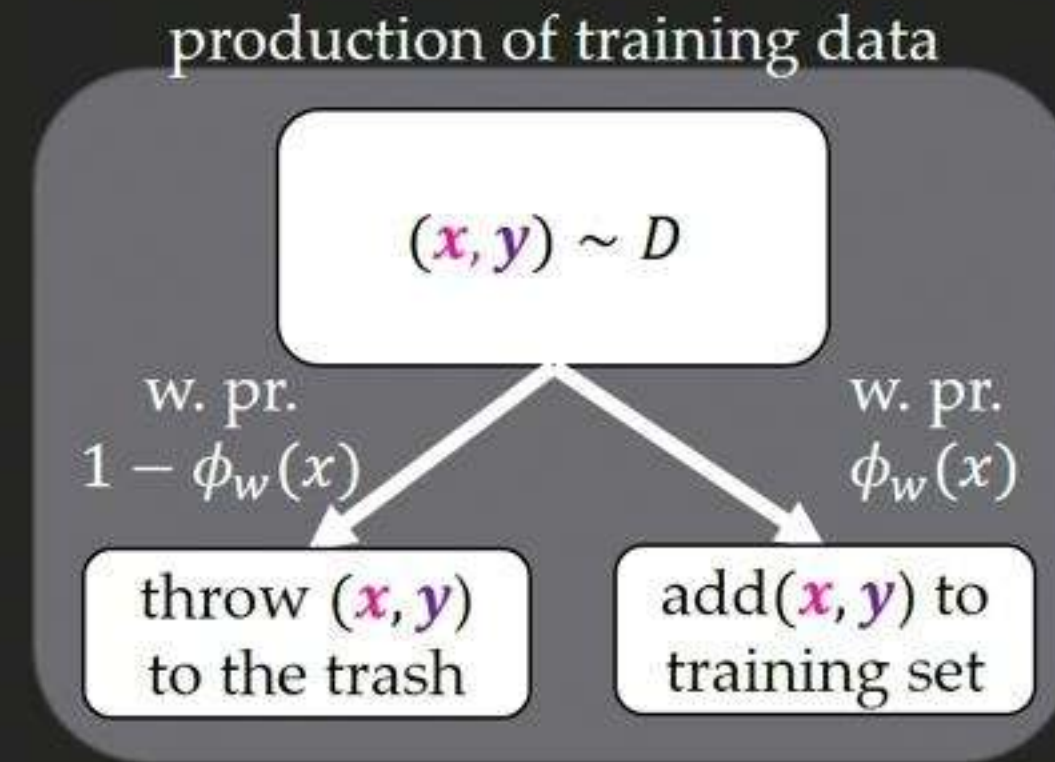 production of training data
(x, y) ~ D
w. pr.
1 − ϕw(x)
w. pr.
ϕw(x)
throw (x, y)
to the trash
add(x, y) to
training set